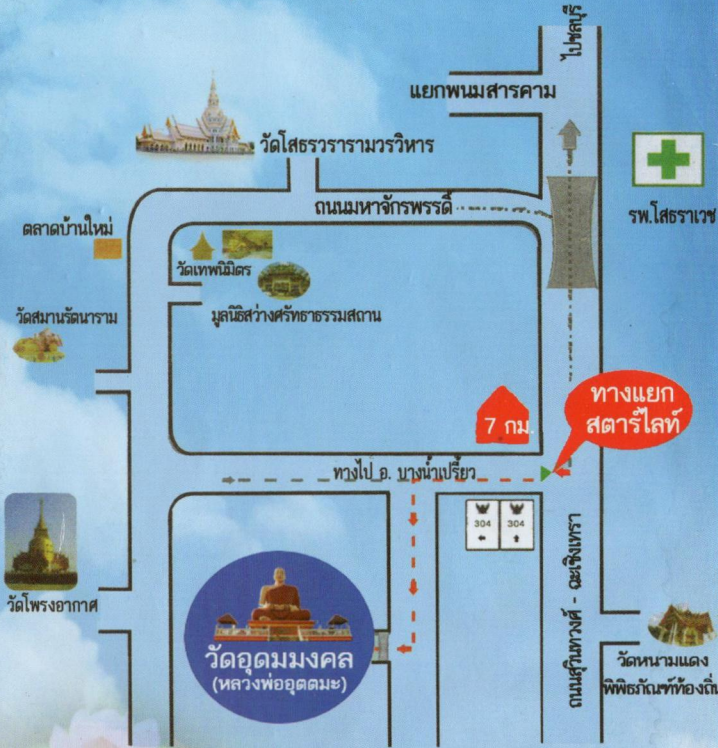 ไปชลบุรี
แยกพนมสารคาม
วัดโสธรวรารามวรวิหาร
ถนนมหาจักรพรรดิ์
รพ.โสธราเวช
ตลาดบ้านใหม่
วัดเทพนิมิตร
วัดสมานรัตนาราม
มูลนิธิสว่างศรัทธาธรรมสถาน
ทางแยก
สตาร์ไลท์
7 กม.
ทางไป อ. บางน้ำเปรี้ยว
304
304
ถนนสุวินทวงศ์ - ฉะเชิงเทรา
วัดโพรงอากาศ
วัดอุดมมงคล
(หลวงพ่ออุตตมะ)
วัดหนามแดง
พิพิธภัณฑ์ท้องถิ่น